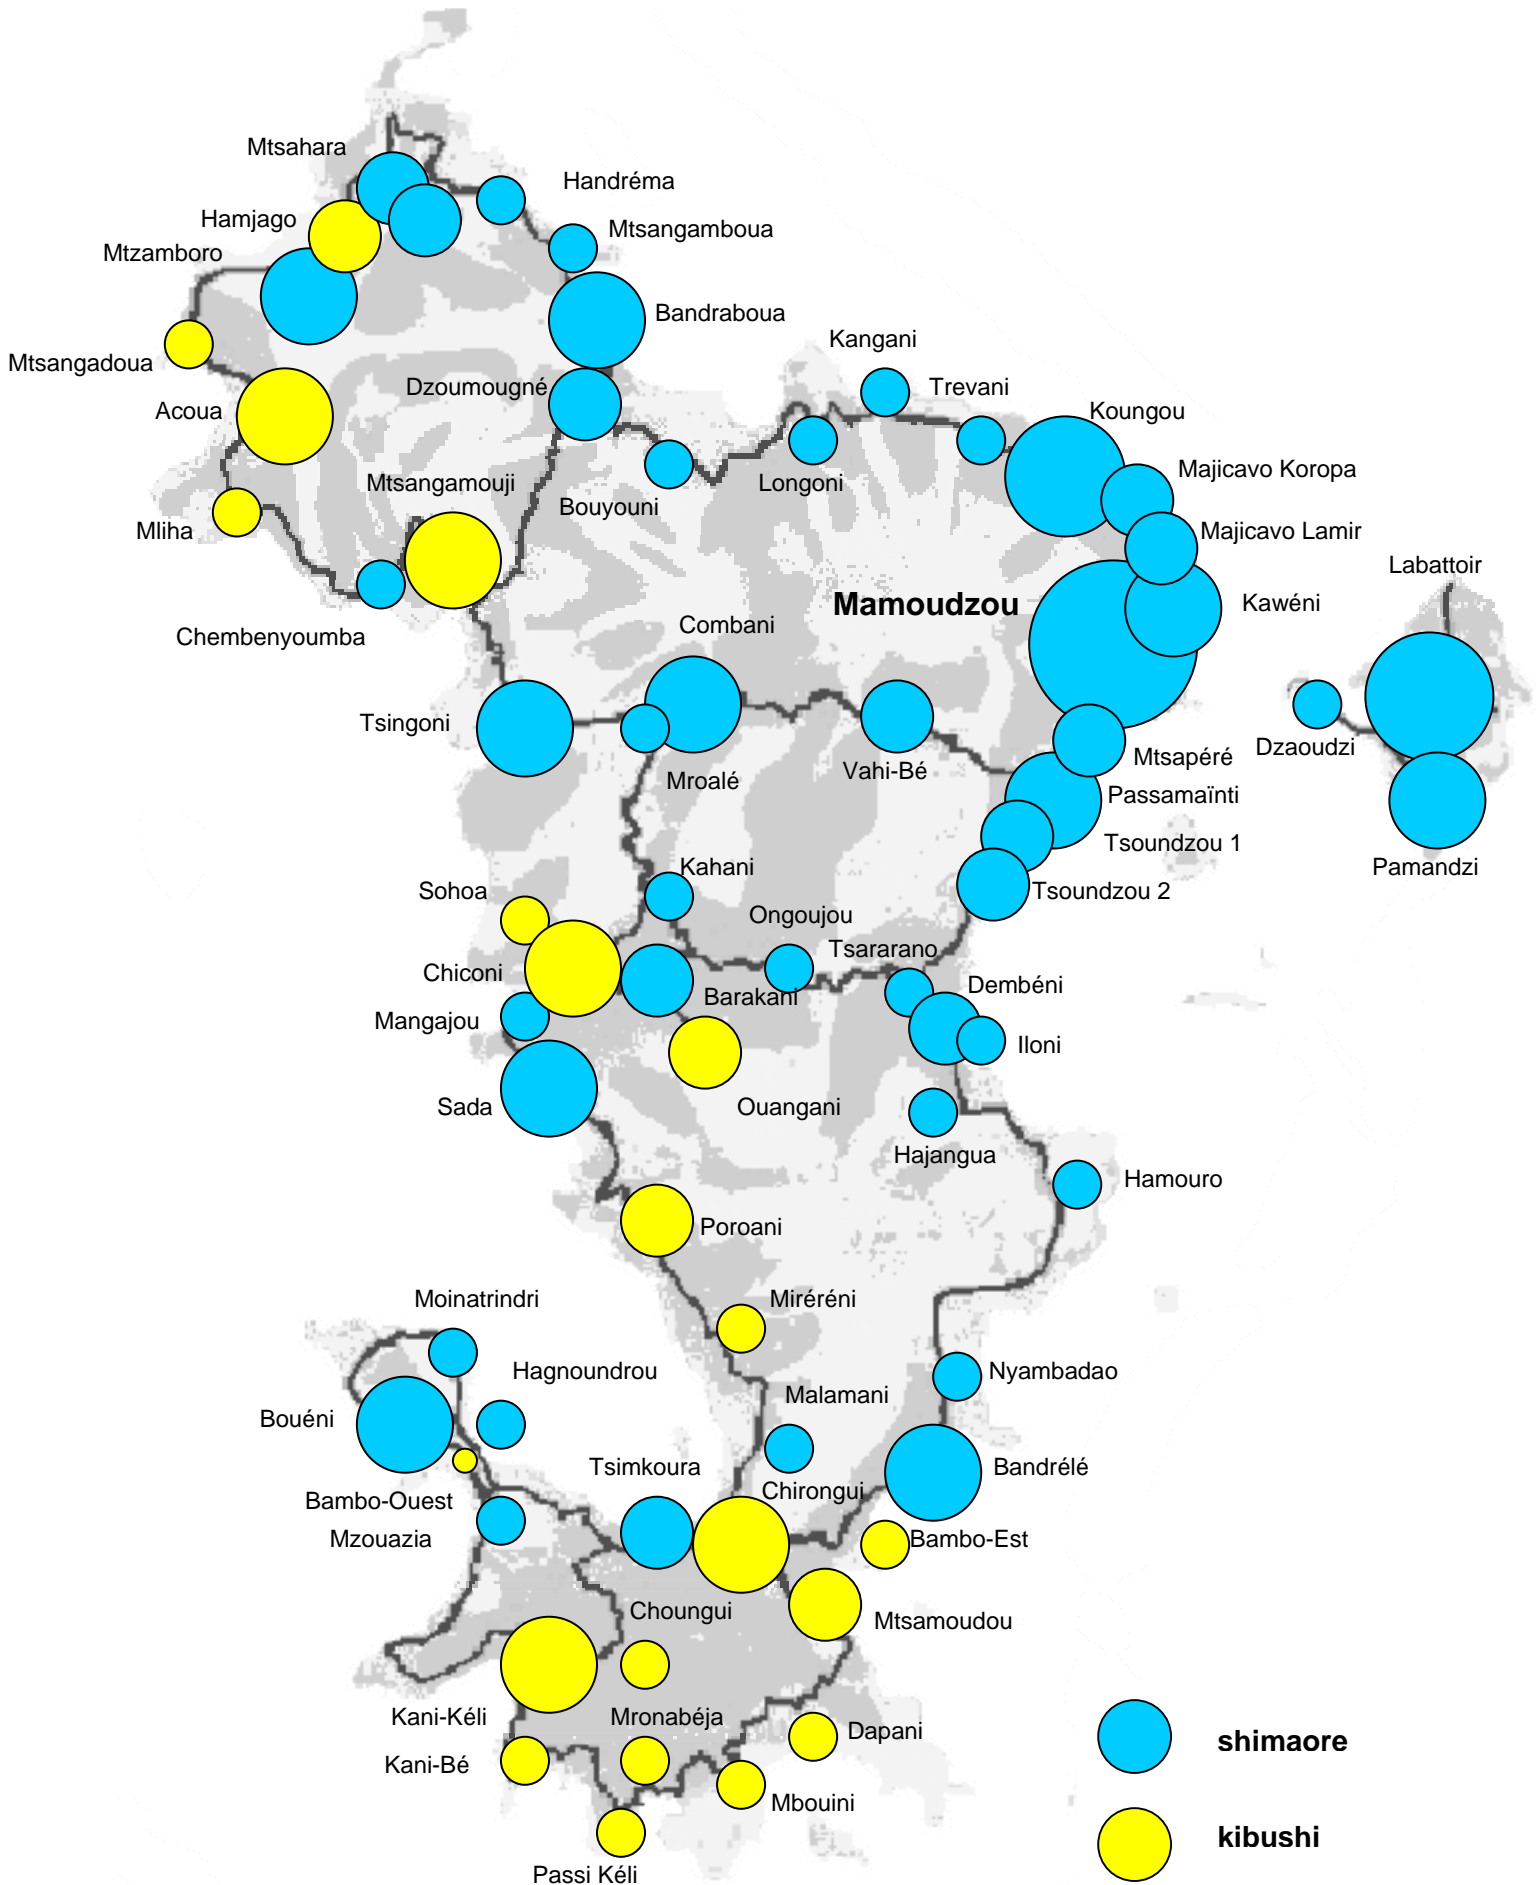 Mtsahara
Handréma
Hamjago
Mtsangamboua
Mtzamboro
Bandraboua
Kangani
Mtsangadoua
Dzoumougné
Trevani
Acoua
Koungou
Majicavo Koropa
Mtsangamouji
Longoni
Bouyouni
Mliha
Majicavo Lamir
Labattoir
Mamoudzou
Kawéni
Combani
Chembenyoumba
Tsingoni
Dzaoudzi
Mtsapéré
Vahi-Bé
Mroalé
Passamaïnti
Tsoundzou 1
Kahani
Pamandzi
Sohoa
Tsoundzou 2
Ongoujou
Tsararano
Chiconi
Dembéni
Barakani
Mangajou
Iloni
Sada
Ouangani
Hajangua
Hamouro
Poroani
Moinatrindri
Miréréni
Hagnoundrou
Nyambadao
Malamani
Bouéni
Tsimkoura
Bandrélé
Chirongui
Bambo-Ouest
Mzouazia
Bambo-Est
Choungui
Mtsamoudou
Kani-Kéli
Mronabéja
Dapani
shimaore
Kani-Bé
Mbouini
kibushi
Passi Kéli